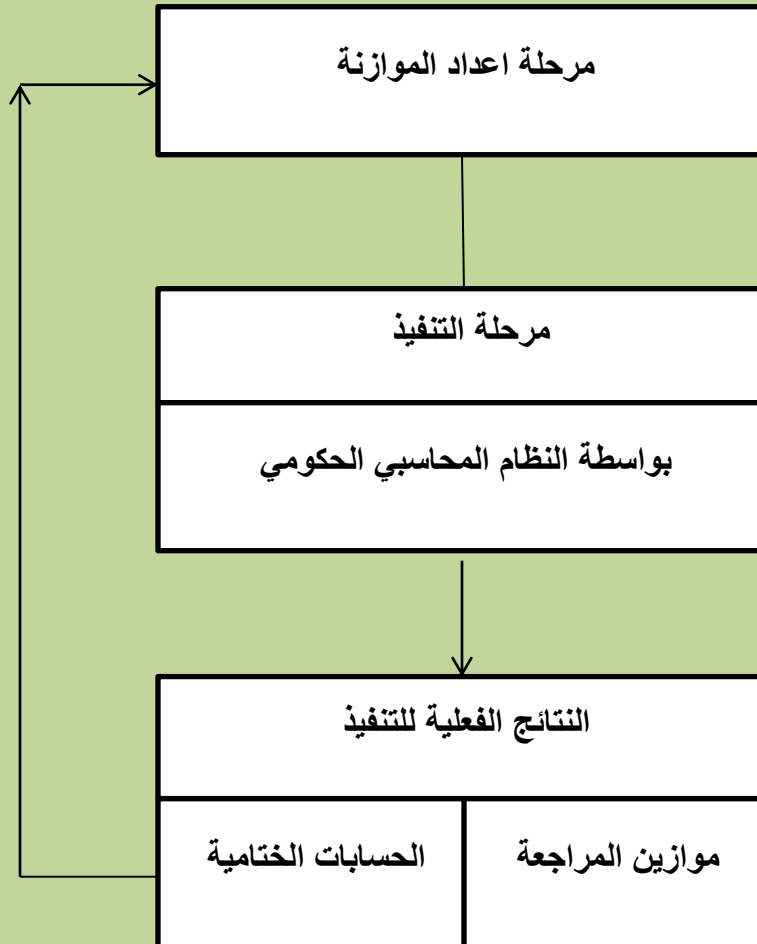 مرحلة اعداد الموازنة
مرحلة التنفيذ
بواسطة النظام المحاسبي الحكومي
النتائج الفعلية للتنفيذ
موازين المراجعة
الحسابات الختامية